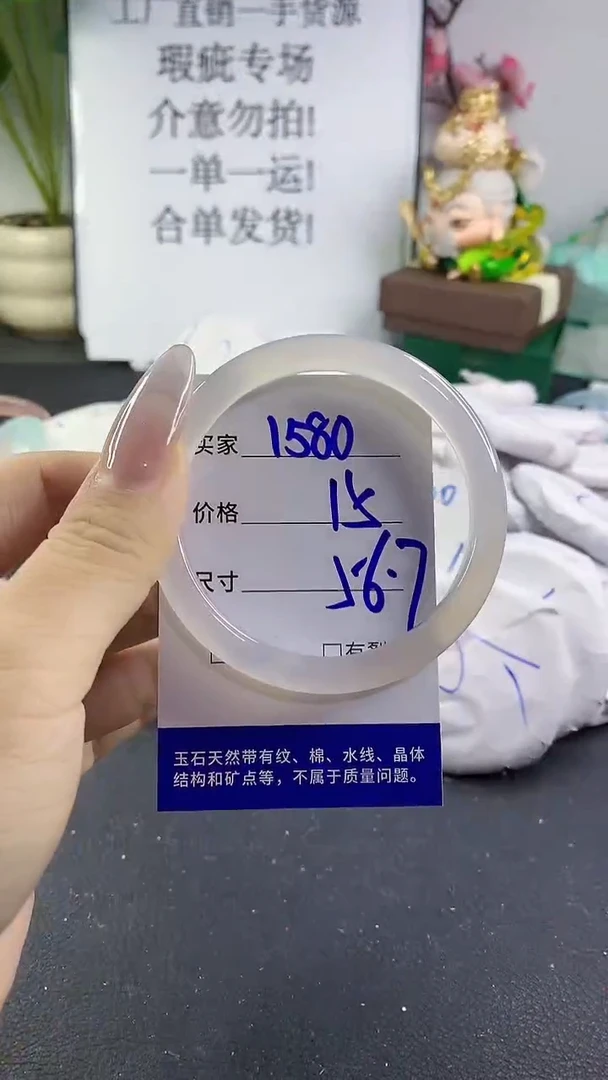 工厂直销一手货源
瑕疵专场
介意勿拍!
一单一运!
合单发货!
买家 1580
价格 15
尺寸 56.7
玉石天然带有纹、棉、水线、晶体
结构和矿点等，不属于质量问题。